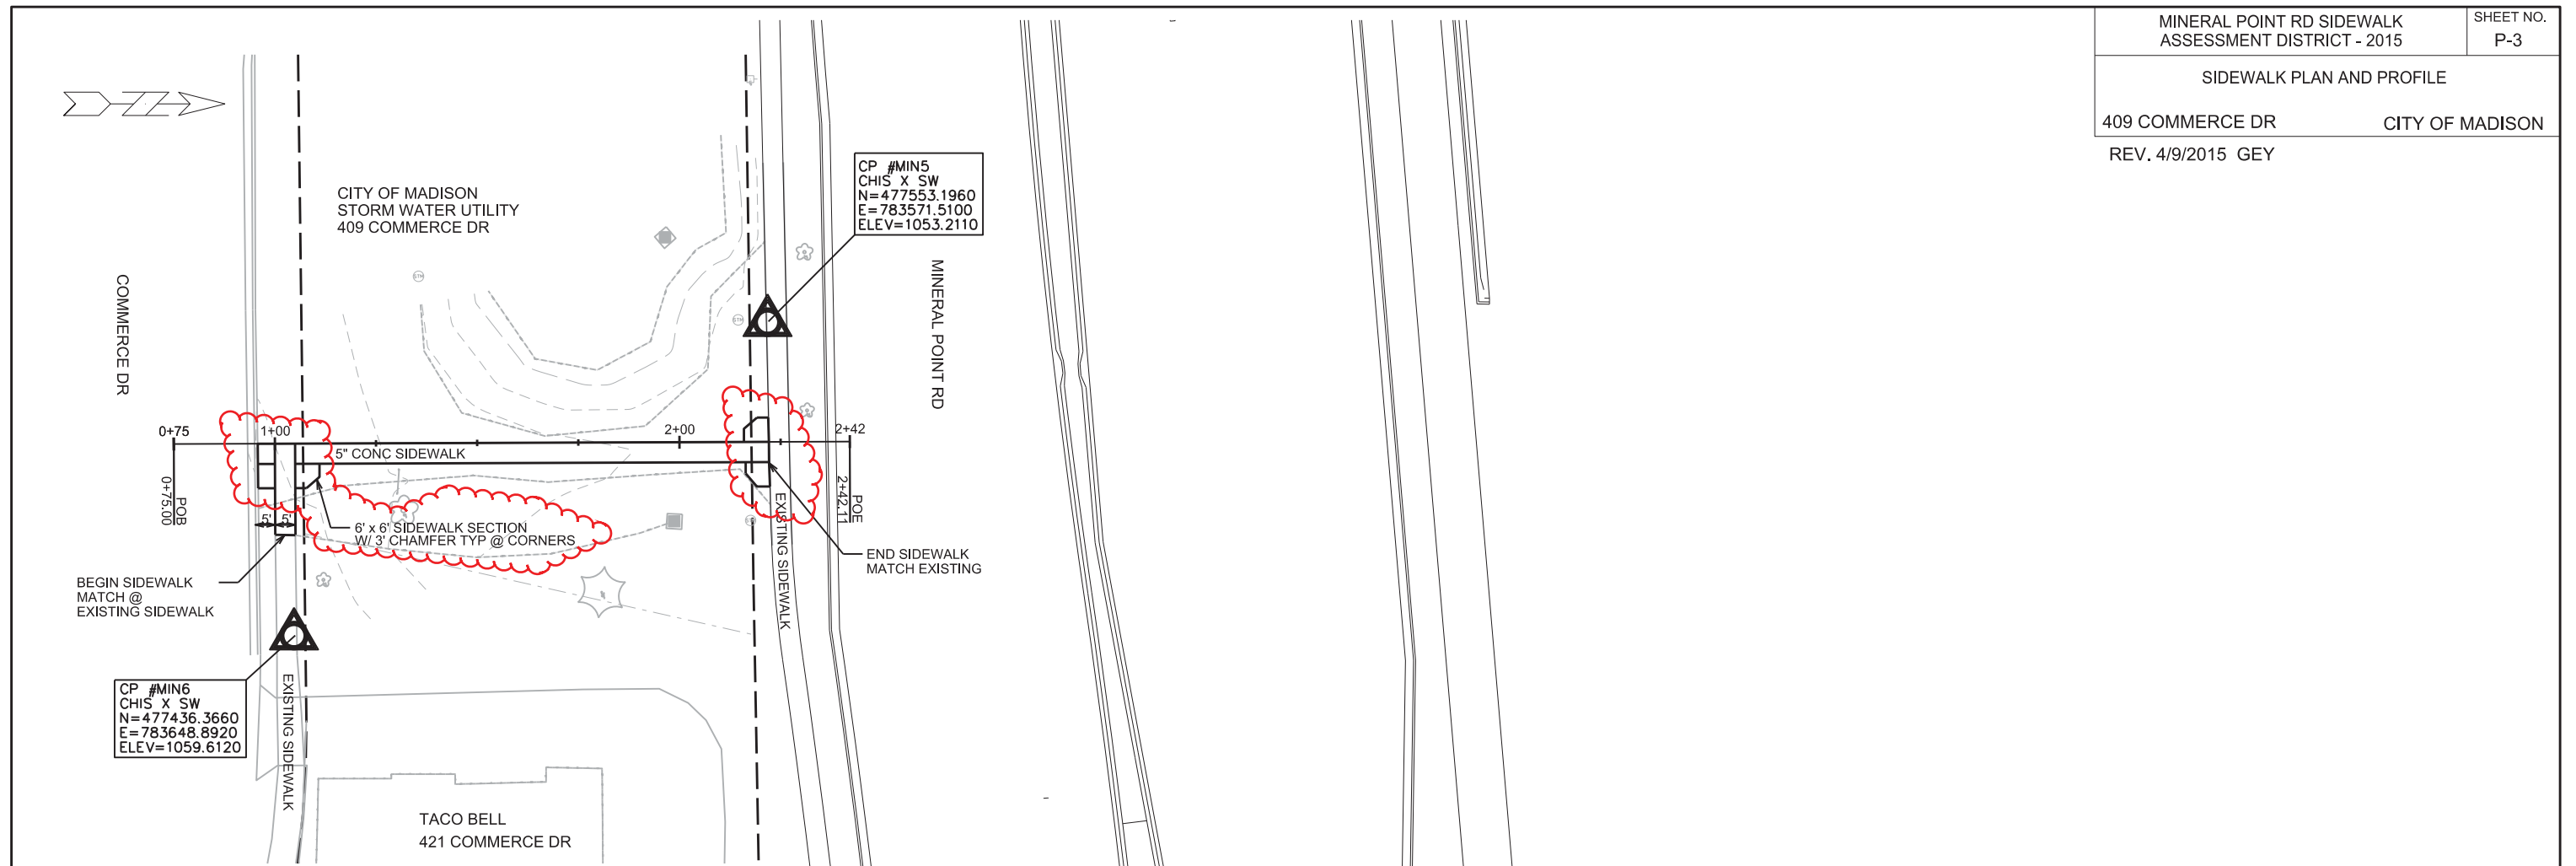 MINERAL POINT RD SIDEWALK
ASSESSMENT DISTRICT - 2015
SHEET NO.
P-3
SIDEWALK PLAN AND PROFILE
409 COMMERCE DR
CITY OF MADISON
REV. 4/9/2015 GEY
CITY OF MADISON
STORM WATER UTILITY
409 COMMERCE DR
CP #MIN5
CHIS X SW
N=477553.1960
E=783571.5100
ELEV=1053.2110
COMMERCE DR
MINERAL POINT RD
0+75
1+00
2+00
2+42
5" CONC SIDEWALK
POB
0+75.00
POE
2+42.11
5'
5'
6' x 6' SIDEWALK SECTION
W/ 3' CHAMFER TYP @ CORNERS
EXISTING SIDEWALK
END SIDEWALK
MATCH EXISTING
BEGIN SIDEWALK
MATCH @
EXISTING SIDEWALK
CP #MIN6
CHIS X SW
N=477436.3660
E=783648.8920
ELEV=1059.6120
EXISTING SIDEWALK
TACO BELL
421 COMMERCE DR